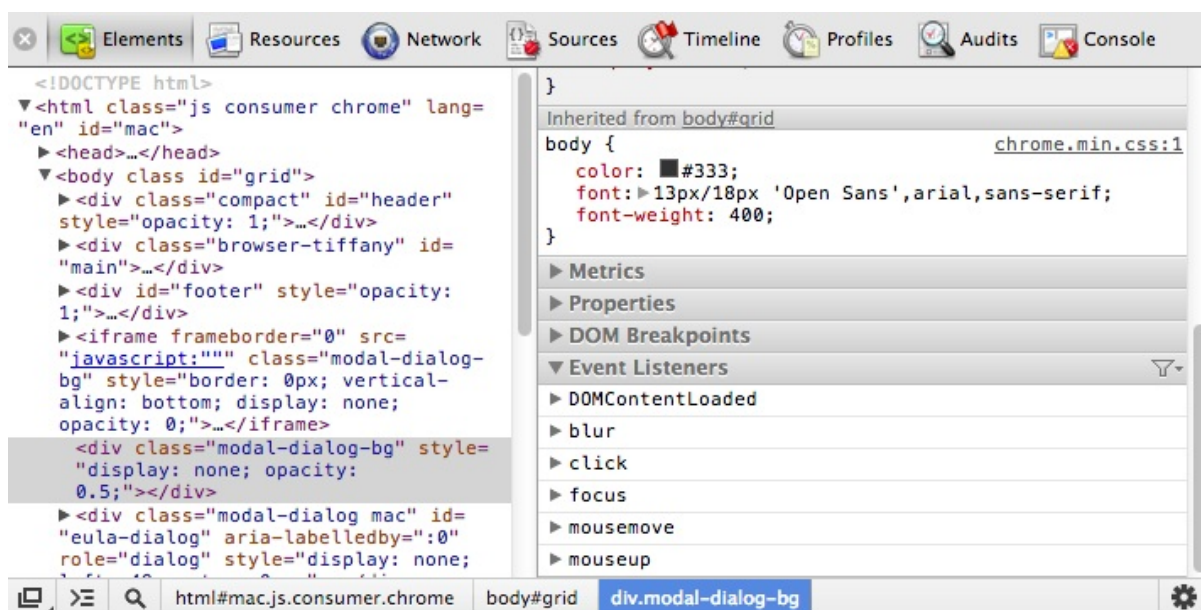 Elements Resources Network Sources Timeline Profiles Audits Console
<!DOCTYPE html>
▼<html class="js consumer chrome" lang=
"en" id="mac">
▶<head>…</head>
▼<body class id="grid">
▶<div class="compact" id="header"
style="opacity: 1;">…</div>
▶<div class="browser-tiffany" id=
"main">…</div>
▶<div id="footer" style="opacity:
1;">…</div>
▶<iframe frameborder="0" src=
"javascript:""" class="modal-dialog-
bg" style="border: 0px; vertical-
align: bottom; display: none;
opacity: 0;">…</iframe>
<div class="modal-dialog-bg" style=
"display: none; opacity:
0.5;"></div>
▶<div class="modal-dialog mac" id=
"eula-dialog" aria-labelledby=":0"
role="dialog" style="display: none;
}
Inherited from body#grid
body { chrome.min.css:1
color: #333;
font:▶13px/18px 'Open Sans',arial,sans-serif;
font-weight: 400;
}
▶Metrics
▶Properties
▶DOM Breakpoints
▼Event Listeners
▶DOMContentLoaded
▶blur
▶click
▶focus
▶mousemove
▶mouseup
html#mac.js.consumer.chrome body#grid div.modal-dialog-bg